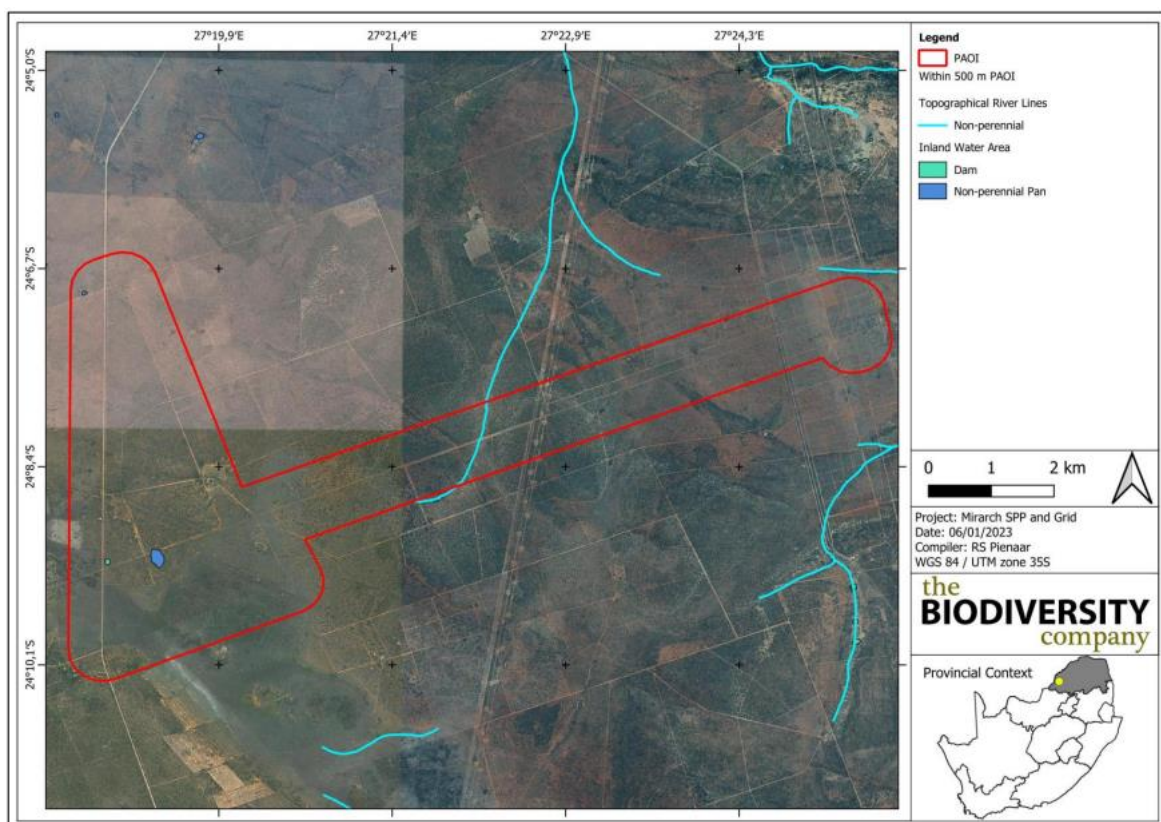 27°19,9'E 27°21,4'E 27°22,9'E 27°24,3'E
24°5,0'S
24°6,7'S
24°8,4'S
24°10,1'S
Legend
PAOI
Within 500 m PAOI
Topographical River Lines
Non-perennial
Inland Water Area
Dam
Non-perennial Pan
0 1 2 km
Project: Mirarch SPP and Grid
Date: 06/01/2023
Compiler: RS Pienaar
WGS 84 / UTM zone 35S
the
BIODIVERSITY
company
Provincial Context